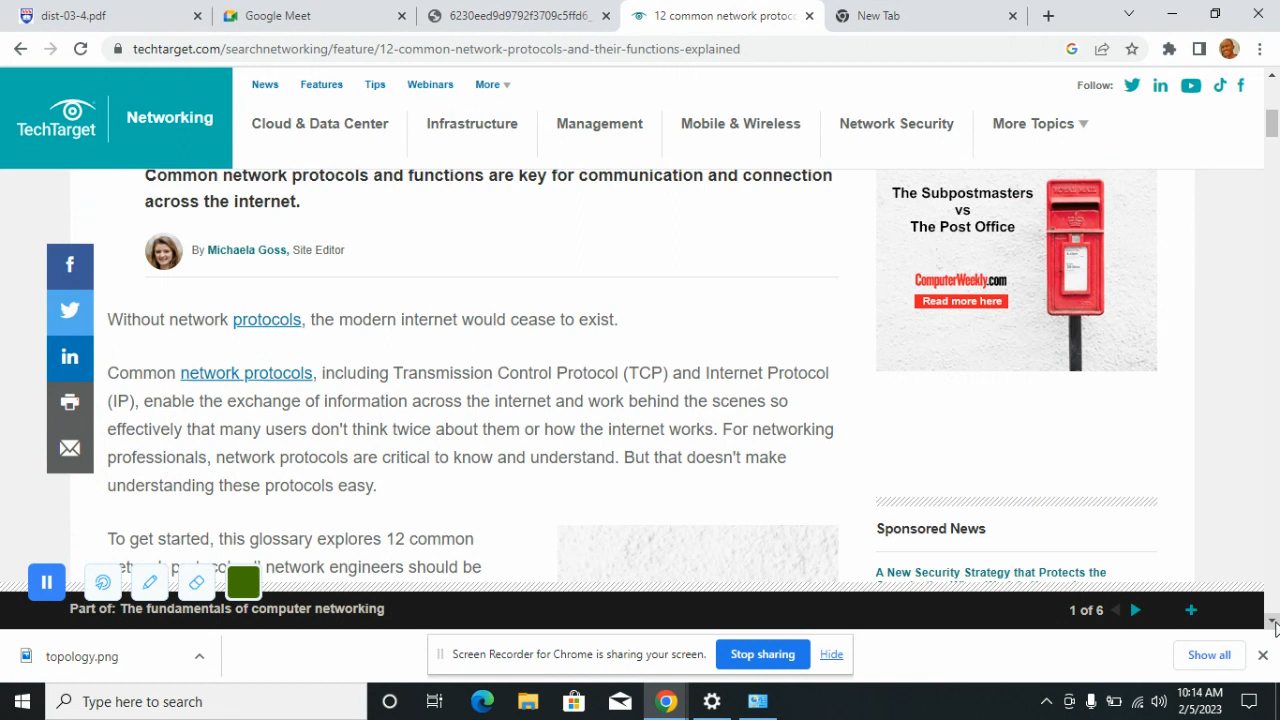 dist-03-4.pdf
Google Meet
6230eed9d9792f3709c5ffd6_
12 common network protoco
New Tab
techtarget.com/searchnetworking/feature/12-common-network-protocols-and-their-functions-explained
TechTarget
Networking
News Features Tips Webinars More
Follow:
Cloud & Data Center Infrastructure Management Mobile & Wireless Network Security More Topics
Common network protocols and functions are key for communication and connection
across the internet.
By Michaela Goss, Site Editor
Without network protocols, the modern internet would cease to exist.
Common network protocols, including Transmission Control Protocol (TCP) and Internet Protocol
(IP), enable the exchange of information across the internet and work behind the scenes so
effectively that many users don't think twice about them or how the internet works. For networking
professionals, network protocols are critical to know and understand. But that doesn't make
understanding these protocols easy.
To get started, this glossary explores 12 common
network engineers should be
The Subpostmasters
vs
The Post Office
ComputerWeekly.com
Read more here
Sponsored News
A New Security Strategy that Protects the
Part of: The fundamentals of computer networking
1 of 6
topology.png
Screen Recorder for Chrome is sharing your screen.
Stop sharing
Hide
Show all
Type here to search
10:14 AM
2/5/2023